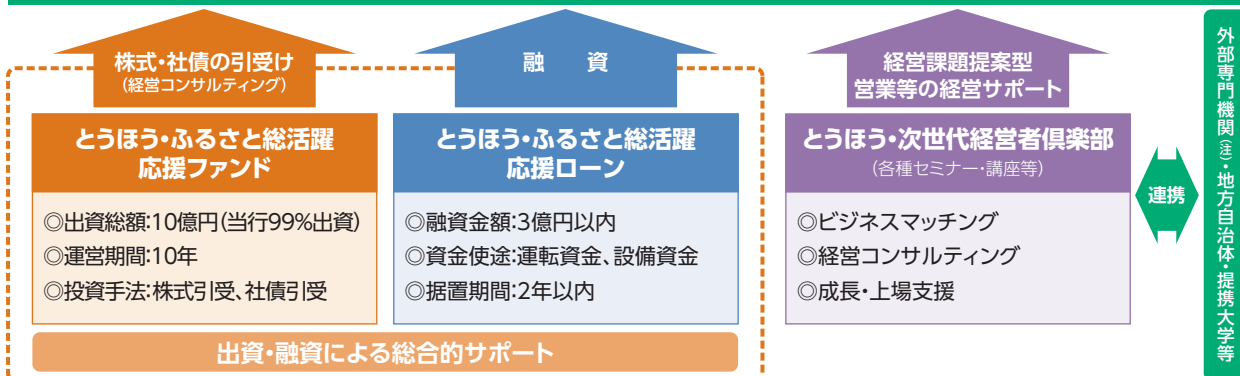 株式・社債の引受け
（経営コンサルティング）
とうほう・ふるさと総活躍
応援ファンド
◎出資総額：10億円（当行99％出資）
◎運営期間：10年
◎投資手法：株式引受、社債引受
融　資
とうほう・ふるさと総活躍
応援ローン
◎融資金額：3億円以内
◎資金使途：運転資金、設備資金
◎据置期間：2年以内
出資・融資による総合的サポート
経営課題提案型
営業等の経営サポート
とうほう・次世代経営者倶楽部
（各種セミナー・講座等）
◎ビジネスマッチング
◎経営コンサルティング
◎成長・上場支援
連携
外部専門機関（注）・地方自治体・提携大学等